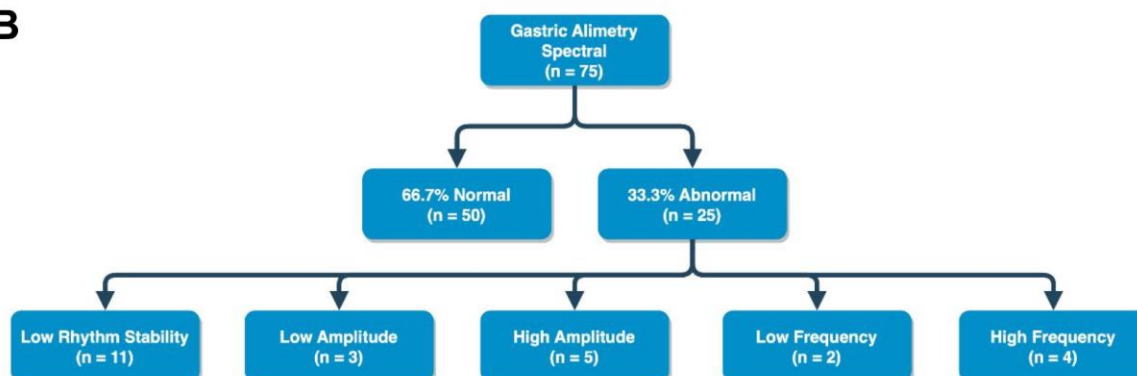 B
Gastric Alimetry
Spectral
(n = 75)
66.7% Normal
(n = 50)
33.3% Abnormal
(n = 25)
Low Rhythm Stability
(n = 11)
Low Amplitude
(n = 3)
High Amplitude
(n = 5)
Low Frequency
(n = 2)
High Frequency
(n = 4)